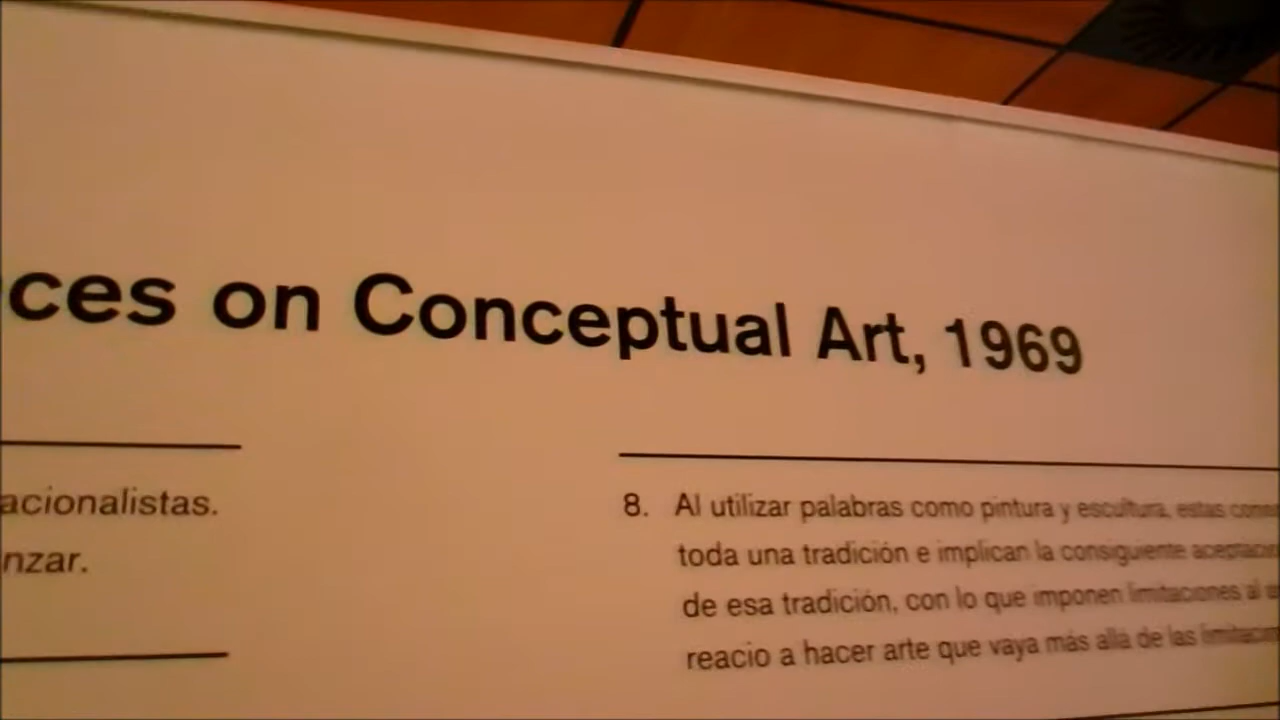 ces on Conceptual Art, 1969
acionalistas.
nzar.
8. Al utilizar palabras como pintura y escultura, estas
toda una tradición e implican la consiguiente
de esa tradición, con lo que imponen limitaciones al
reacio a hacer arte que vaya más allá de las